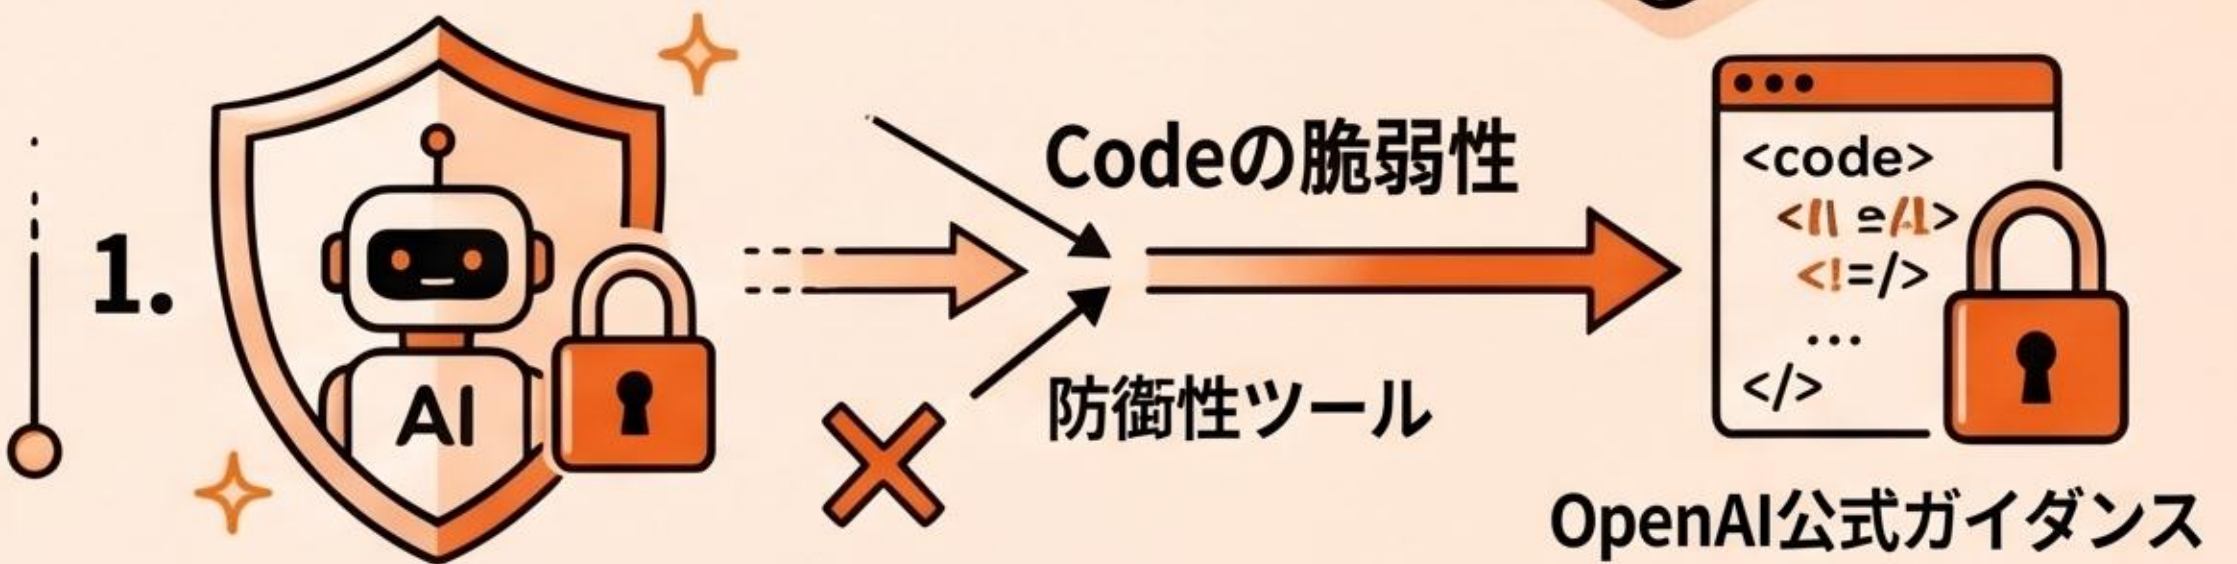 1.
AI
Codeの脆弱性
防衛性ツール
<code>
...
</>
OpenAI公式ガイダンス